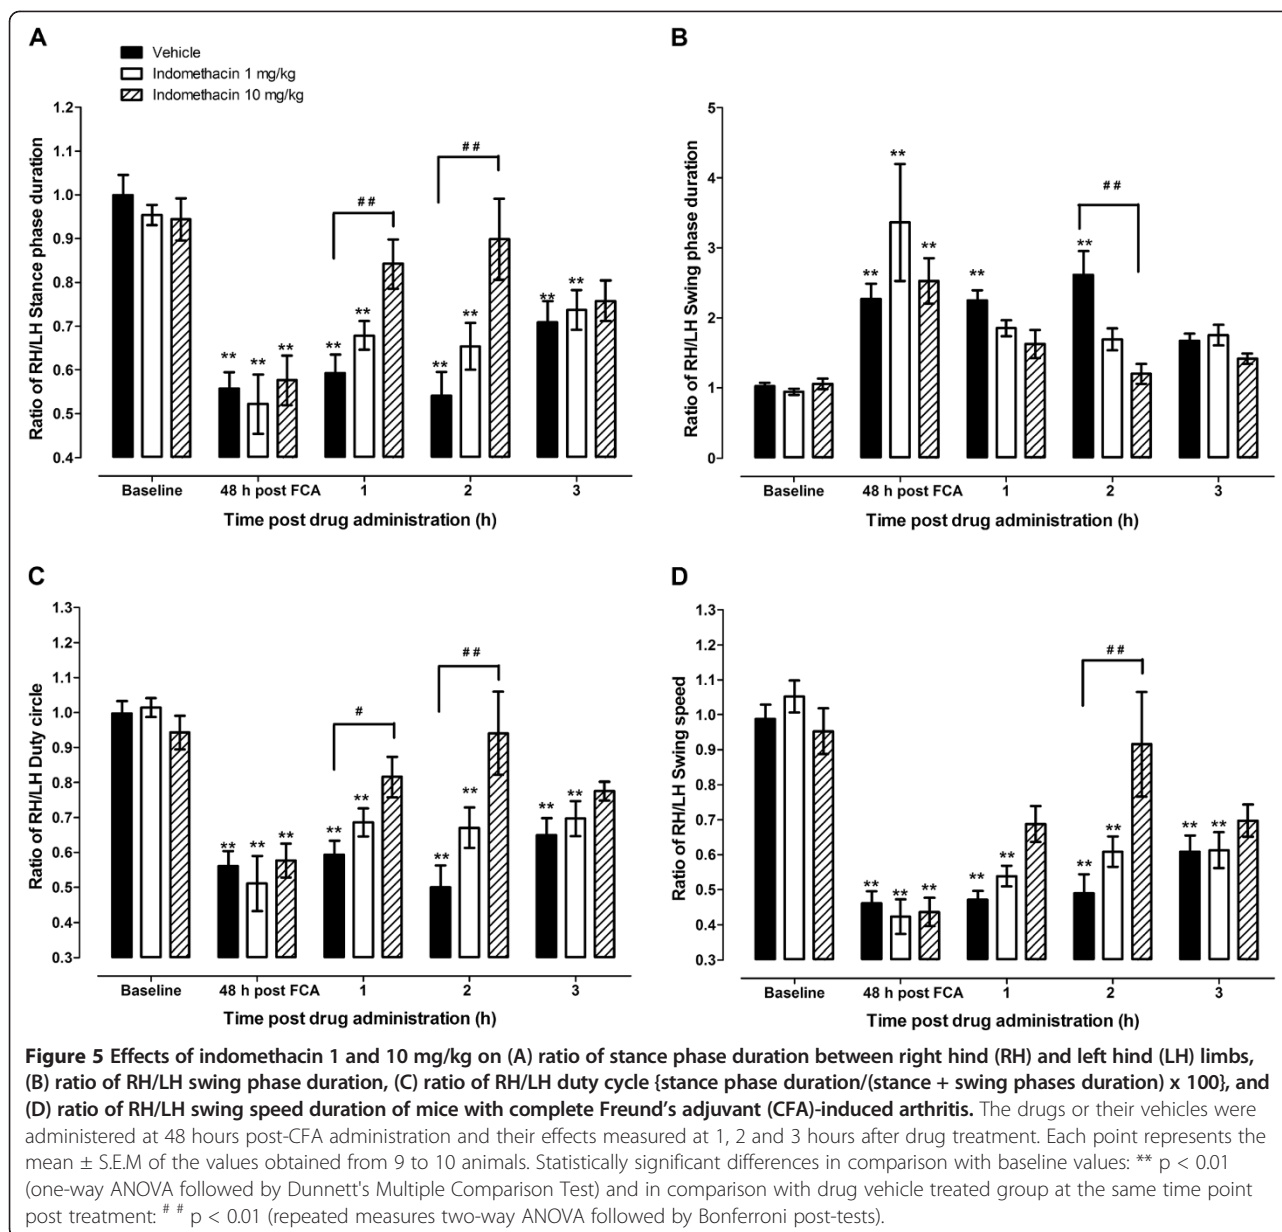 A
Vehicle
Indomethacin 1 mg/kg
Indomethacin 10 mg/kg
Ratio of RH/LH Stance phase duration
1.2
1.1
1.0
0.9
0.8
0.7
0.6
0.5
0.4
** ** ** ** ** ** ** ** **
# #
# #
Baseline 48 h post FCA 1 2 3
Time post drug administration (h)
B
Ratio of RH/LH Swing phase duration
5
4
3
2
1
0
** ** ** ** **
# #
Baseline 48 h post FCA 1 2 3
Time post drug administration (h)
C
Ratio of RH/LH Duty circle
1.3
1.2
1.1
1.0
0.9
0.8
0.7
0.6
0.5
0.4
0.3
** ** ** ** ** ** ** ** **
#
# #
Baseline 48 h post FCA 1 2 3
Time post drug administration (h)
D
Ratio of RH/LH Swing speed
1.3
1.2
1.1
1.0
0.9
0.8
0.7
0.6
0.5
0.4
0.3
** ** ** ** ** ** ** ** **
# #
Baseline 48 h post FCA 1 2 3
Time post drug administration (h)
Figure 5 Effects of indomethacin 1 and 10 mg/kg on (A) ratio of stance phase duration between right hind (RH) and left hind (LH) limbs,
(B) ratio of RH/LH swing phase duration, (C) ratio of RH/LH duty cycle {stance phase duration/(stance + swing phases duration) x 100}, and
(D) ratio of RH/LH swing speed duration of mice with complete Freund's adjuvant (CFA)-induced arthritis. The drugs or their vehicles were
administered at 48 hours post-CFA administration and their effects measured at 1, 2 and 3 hours after drug treatment. Each point represents the
mean ± S.E.M of the values obtained from 9 to 10 animals. Statistically significant differences in comparison with baseline values: ** p < 0.01
(one-way ANOVA followed by Dunnett's Multiple Comparison Test) and in comparison with drug vehicle treated group at the same time point
post treatment: # # p < 0.01 (repeated measures two-way ANOVA followed by Bonferroni post-tests).